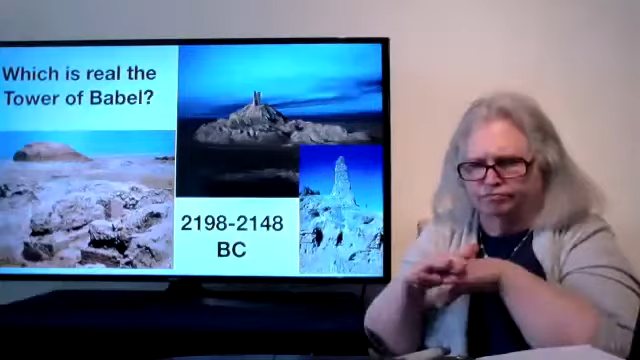 Which is real the
Tower of Babel?
2198-2148
BC